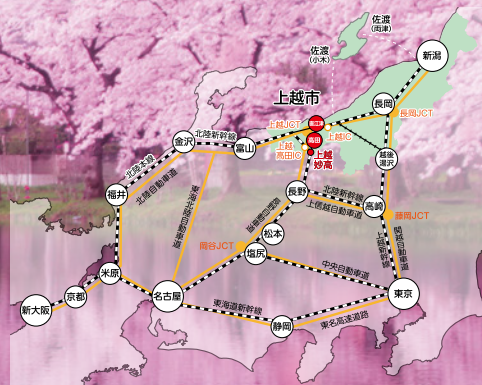 佐渡
(両津)
佐渡
(小木)
新潟
上越市
長岡
長岡JCT
上越JCT
直江津
上越IC
高田
上越
高田IC
上越
妙高
越後
湯沢
北陸新幹線
金沢
富山
北陸本線
北陸自動車道
福井
東海北陸自動車道
長野自動車道
長野
北陸新幹線
上信越自動車道
高崎
藤岡JCT
関越自動車道
上越新幹線
松本
岡谷JCT
塩尻
中央自動車道
米原
京都
新大阪
名古屋
東海道新幹線
静岡
東名高速道路
東京